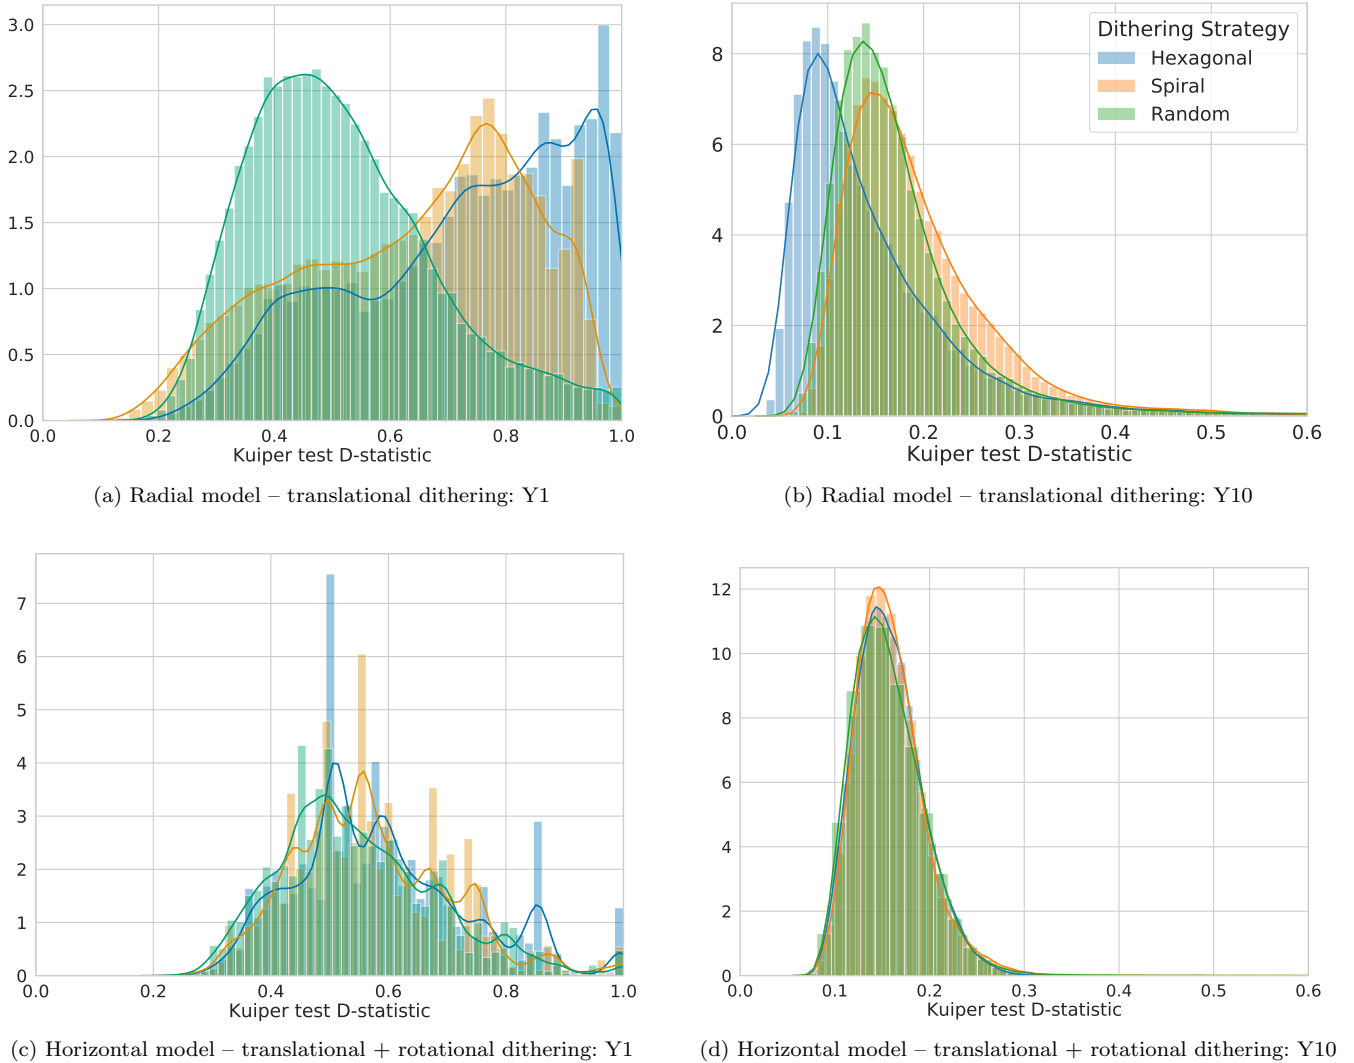 3.0
2.5
2.0
1.5
1.0
0.5
0.0
0.0 0.2 0.4 0.6 0.8 1.0
Kuiper test D-statistic
(a) Radial model – translational dithering: Y1
8
6
4
2
0
Dithering Strategy
Hexagonal
Spiral
Random
0.0 0.1 0.2 0.3 0.4 0.5 0.6
Kuiper test D-statistic
(b) Radial model – translational dithering: Y10
7
6
5
4
3
2
1
0
0.0 0.2 0.4 0.6 0.8 1.0
Kuiper test D-statistic
(c) Horizontal model – translational + rotational dithering: Y1
12
10
8
6
4
2
0
0.0 0.1 0.2 0.3 0.4 0.5 0.6
Kuiper test D-statistic
(d) Horizontal model – translational + rotational dithering: Y10